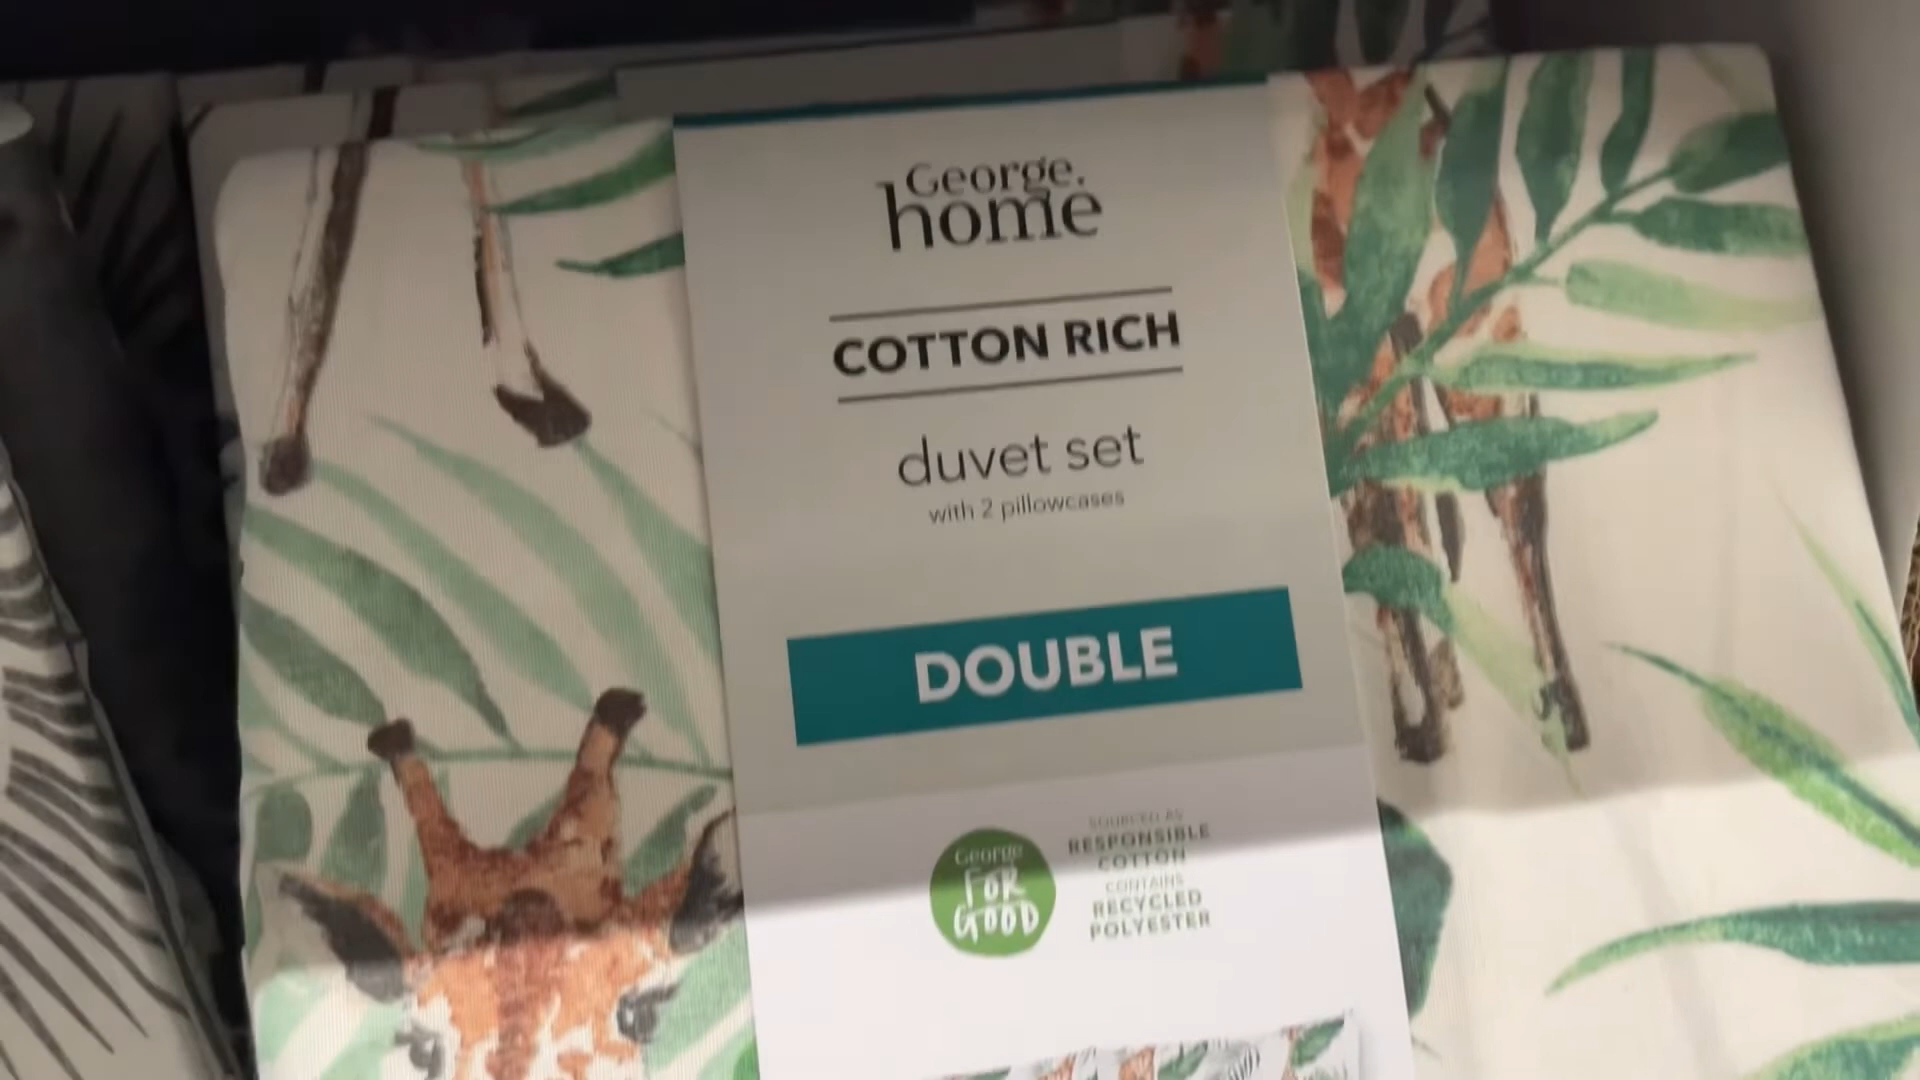 George.
home
COTTON RICH
duvet set
with 2 pillowcases
DOUBLE
George
FOR
GOOD
SOURCED AS
RESPONSIBLE
COTTON
CONTAINS
RECYCLED
POLYESTER